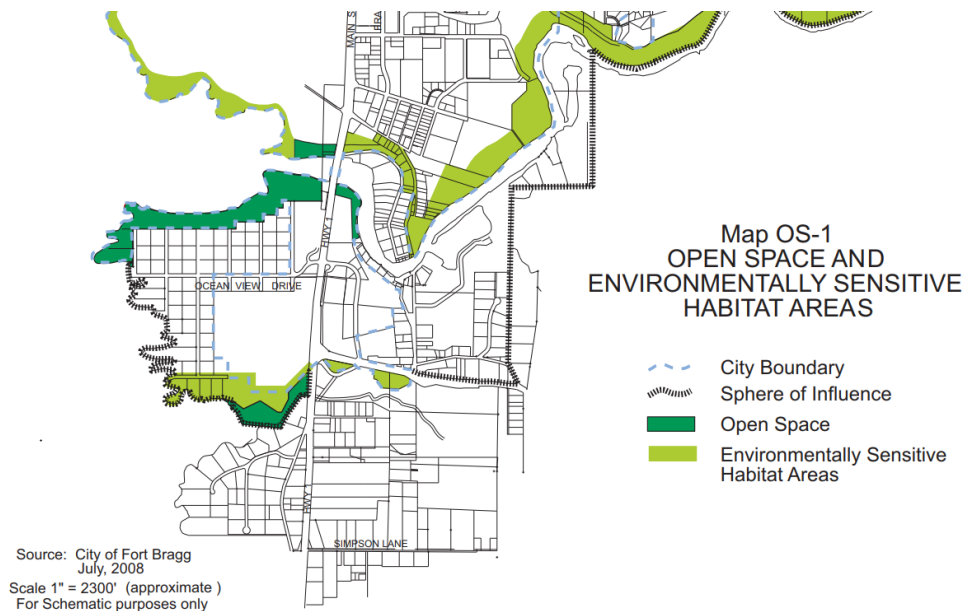 MAIN S
FRA
HWY 1
OCEAN VIEW DRIVE
HWY 1
SIMPSON LANE
Map OS-1
OPEN SPACE AND
ENVIRONMENTALLY SENSITIVE
HABITAT AREAS
City Boundary
Sphere of Influence
Open Space
Environmentally Sensitive
Habitat Areas
Source: City of Fort Bragg
July, 2008
Scale 1" = 2300' (approximate )
For Schematic purposes only